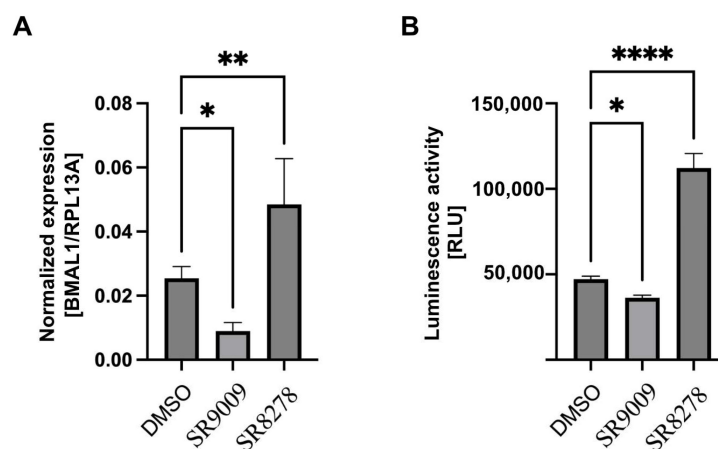 A
**
*
Normalized expression
[BMAL1/RPL13A]
0.08
0.06
0.04
0.02
0.00
DMSO
SR9009
SR8278
B
****
*
Luminescence activity
[RLU]
150,000
100,000
50,000
DMSO
SR9009
SR8278